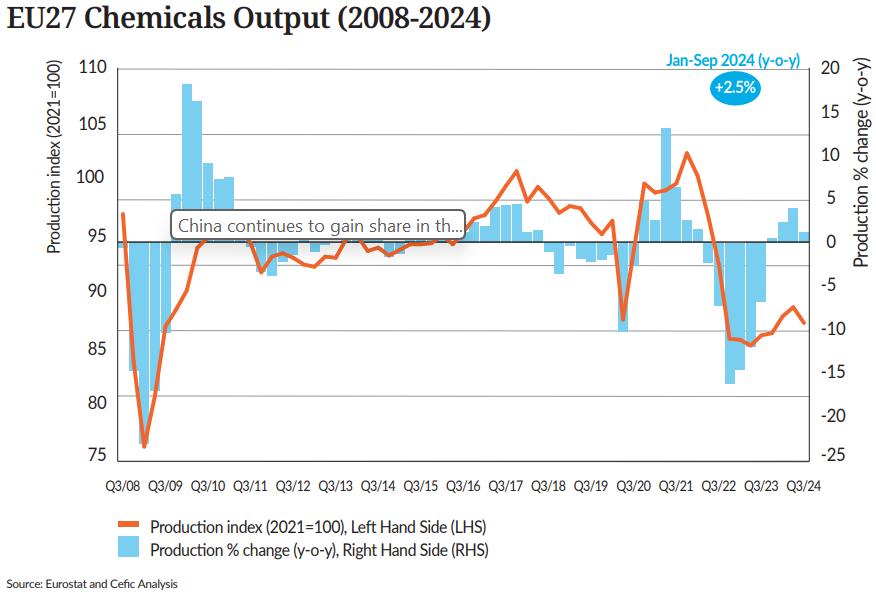 EU27 Chemicals Output (2008-2024)
Jan-Sep 2024 (y-o-y)
+2.5%
Production index (2021=100)
110
105
100
95
90
85
80
75
Production % change (y-o-y)
20
15
10
5
0
-5
-10
-15
-20
-25
China continues to gain share in th...
Q3/08 Q3/09 Q3/10 Q3/11 Q3/12 Q3/13 Q3/14 Q3/15 Q3/16 Q3/17 Q3/18 Q3/19 Q3/20 Q3/21 Q3/22 Q3/23 Q3/24
Production index (2021=100), Left Hand Side (LHS)
Production % change (y-o-y), Right Hand Side (RHS)
Source: Eurostat and Cefic Analysis